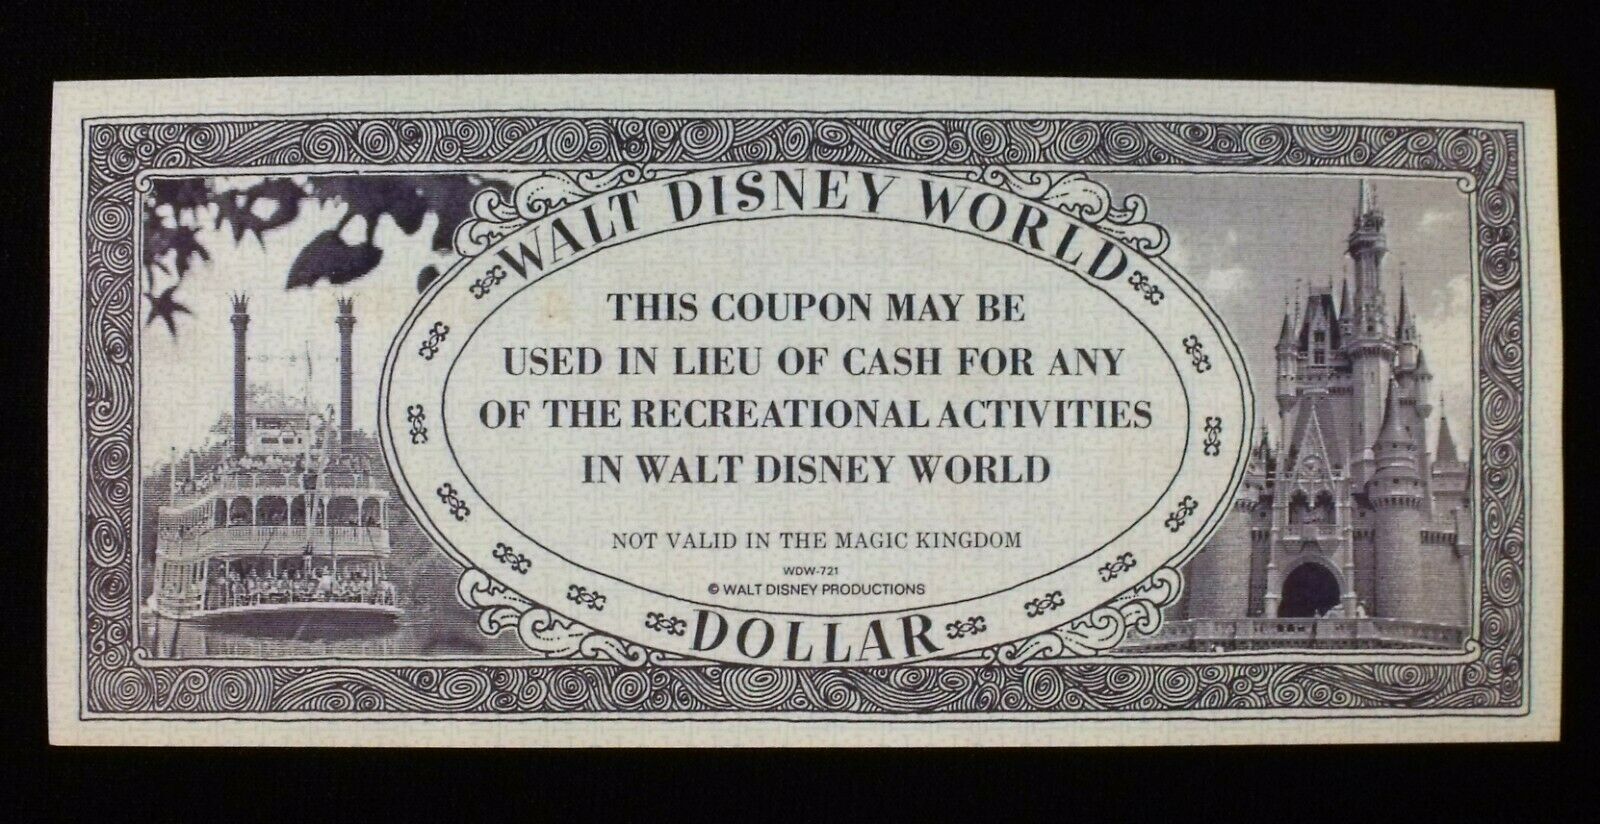 WALT DISNEY WORLD
THIS COUPON MAY BE
USED IN LIEU OF CASH FOR ANY
OF THE RECREATIONAL ACTIVITIES
IN WALT DISNEY WORLD
NOT VALID IN THE MAGIC KINGDOM
WDW-721
© WALT DISNEY PRODUCTIONS
DOLLAR